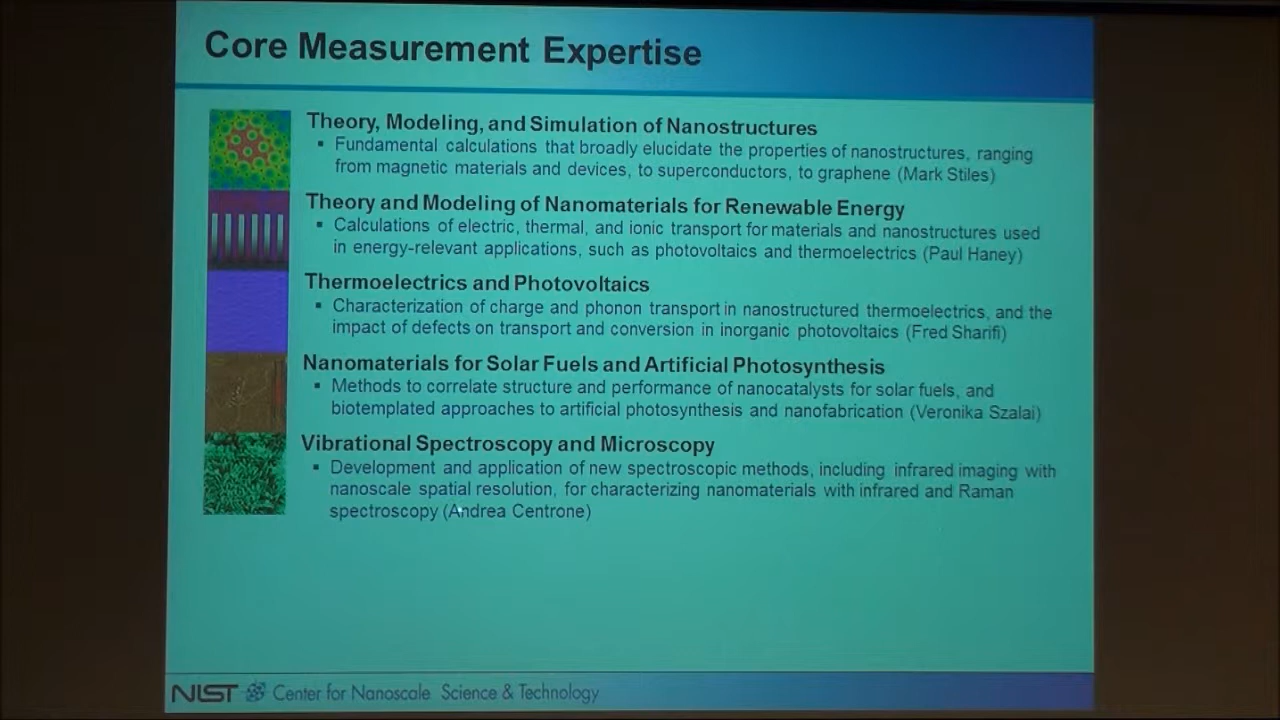 Core Measurement Expertise
Theory, Modeling, and Simulation of Nanostructures
▪ Fundamental calculations that broadly elucidate the properties of nanostructures, ranging
from magnetic materials and devices, to superconductors, to graphene (Mark Stiles)
Theory and Modeling of Nanomaterials for Renewable Energy
▪ Calculations of electric, thermal, and ionic transport for materials and nanostructures used
in energy-relevant applications, such as photovoltaics and thermoelectrics (Paul Haney)
Thermoelectrics and Photovoltaics
▪ Characterization of charge and phonon transport in nanostructured thermoelectrics, and the
impact of defects on transport and conversion in inorganic photovoltaics (Fred Sharifi)
Nanomaterials for Solar Fuels and Artificial Photosynthesis
▪ Methods to correlate structure and performance of nanocatalysts for solar fuels, and
biotemplated approaches to artificial photosynthesis and nanofabrication (Veronika Szalai)
Vibrational Spectroscopy and Microscopy
▪ Development and application of new spectroscopic methods, including infrared imaging with
nanoscale spatial resolution, for characterizing nanomaterials with infrared and Raman
spectroscopy (Andrea Centrone)
NIST Center for Nanoscale Science & Technology